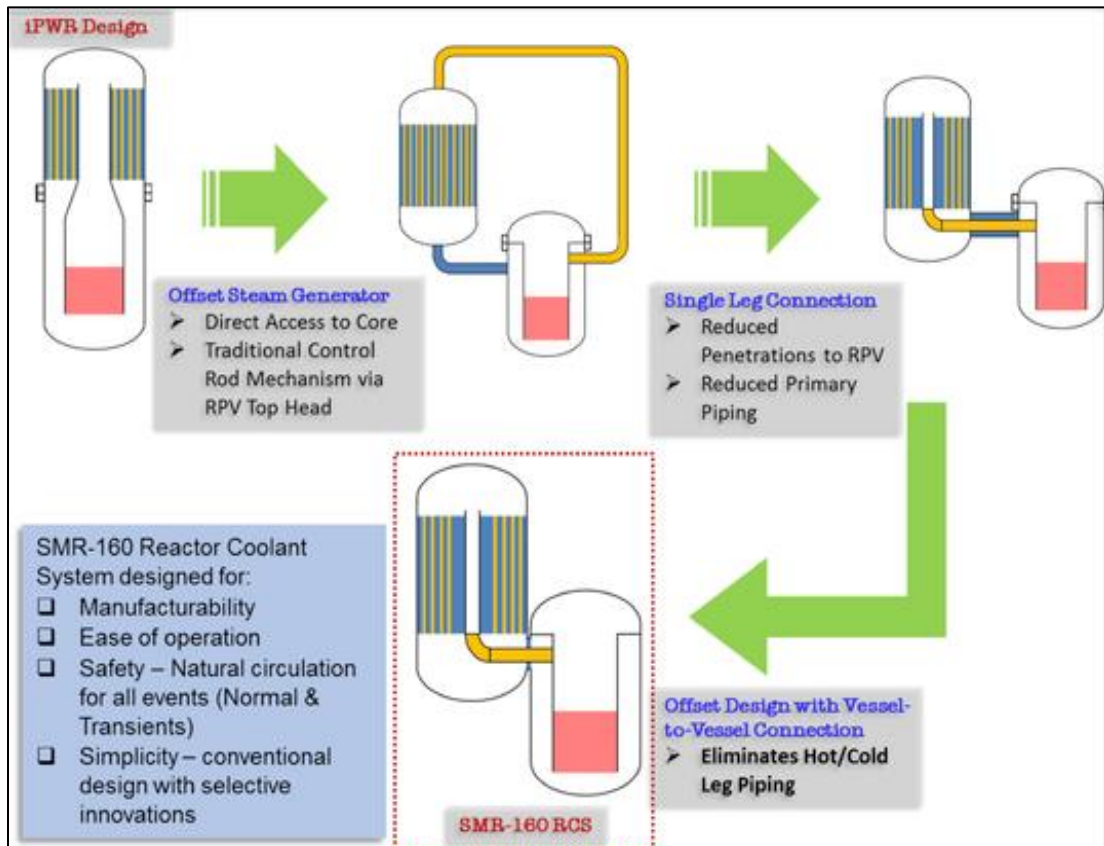 iPWR Design
Offset Steam Generator
➤ Direct Access to Core
➤ Traditional Control
Rod Mechanism via
RPV Top Head
Single Leg Connection
➤ Reduced
Penetrations to RPV
➤ Reduced Primary
Piping
SMR-160 Reactor Coolant
System designed for:
❑ Manufacturability
❑ Ease of operation
❑ Safety – Natural circulation
for all events (Normal &
Transients)
❑ Simplicity – conventional
design with selective
innovations
Offset Design with Vessel-
to-Vessel Connection
➤ Eliminates Hot/Cold
Leg Piping
SMR-160 RCS